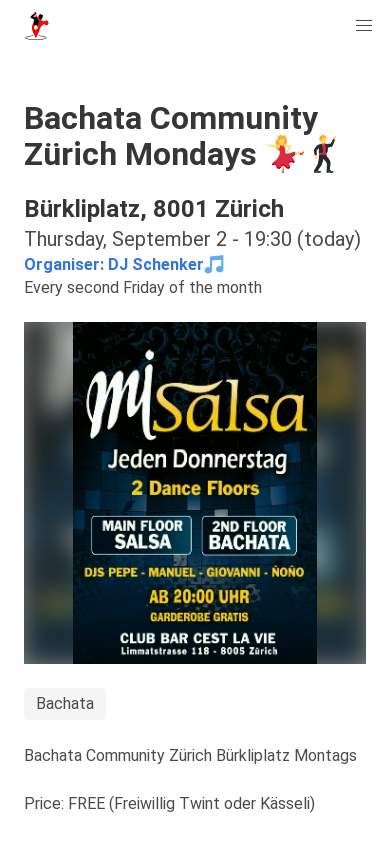 Bachata Community
Zürich Mondays 💃🕺
Bürkliplatz, 8001 Zürich
Thursday, September 2 - 19:30 (today)
Organiser: DJ Schenker🎵
Every second Friday of the month
mi Salsa
Jeden Donnerstag
2 Dance Floors
MAIN FLOOR SALSA
2ND FLOOR BACHATA
DJS PEPE - MANUEL - GIOVANNI - ÑOÑO
AB 20:00 UHR
GARDEROBE GRATIS
CLUB BAR CEST LA VIE
Limmatstrasse 118 - 8005 Zürich
Bachata
Bachata Community Zürich Bürkliplatz Montags
Price: FREE (Freiwillig Twint oder Kässeli)